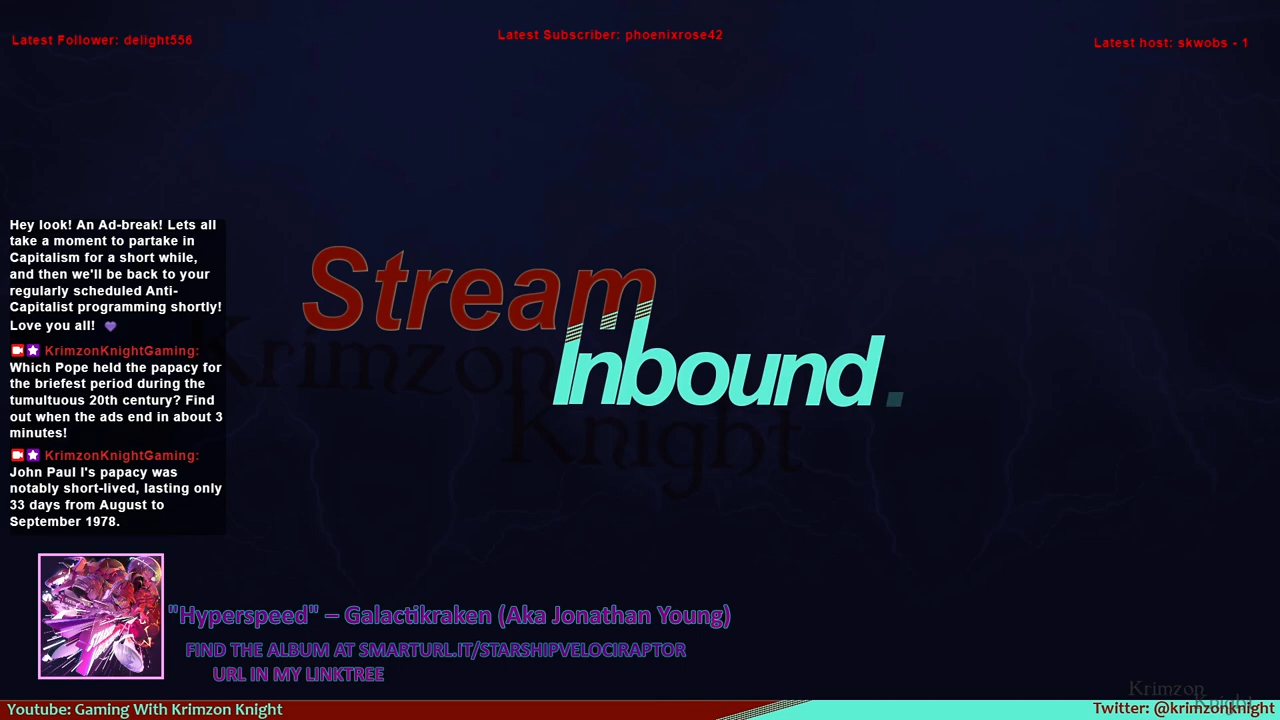 Latest Follower: delight556
Latest Subscriber: phoenixrose42
Latest host: skwobs - 1
Hey look! An Ad-break! Lets all
take a moment to partake in
Capitalism for a short while,
and then we'll be back to your
regularly scheduled Anti-
Capitalist programming shortly!
Love you all! 💜
KrimzonKnightGaming:
Which Pope held the papacy for
the briefest period during the
tumultuous 20th century? Find
out when the ads end in about 3
minutes!
KrimzonKnightGaming:
John Paul I's papacy was
notably short-lived, lasting only
33 days from August to
September 1978.
Stream
Inbound.
Krimzon
Knight
"Hyperspeed" – Galactikraken (Aka Jonathan Young)
FIND THE ALBUM AT SMARTURL.IT/STARSHIPVELOCIRAPTOR
URL IN MY LINKTREE
Krimzon
Knight
Youtube: Gaming With Krimzon Knight
Twitter: @krimzonknight